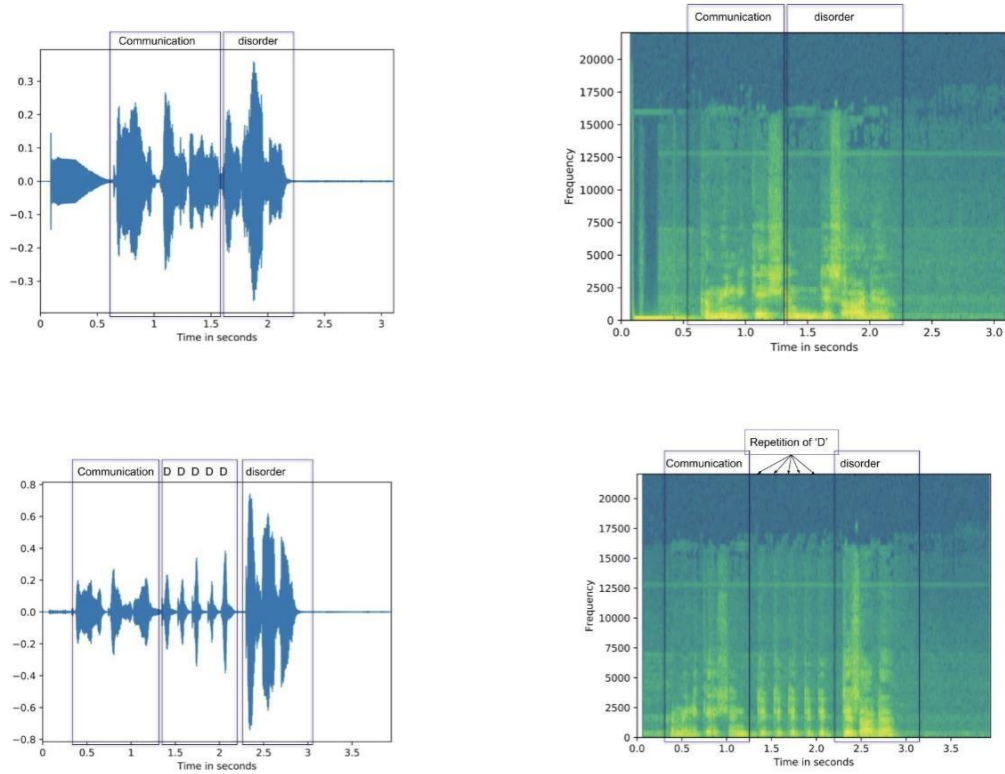 Communication disorder
0.3
0.2
0.1
0.0
−0.1
−0.2
−0.3
0 0.5 1 1.5 2 2.5 3
Time in seconds
Communication disorder
20000
17500
15000
12500
10000
7500
5000
2500
0
Frequency
0.0 0.5 1.0 1.5 2.0 2.5 3.0
Time in seconds
Communication D D D D D disorder
0.8
0.6
0.4
0.2
0.0
−0.2
−0.4
−0.6
−0.8
0 0.5 1 1.5 2 2.5 3 3.5
Time in seconds
Repetition of ‘D’
Communication disorder
20000
17500
15000
12500
10000
7500
5000
2500
0
Frequency
0.0 0.5 1.0 1.5 2.0 2.5 3.0 3.5
Time in seconds